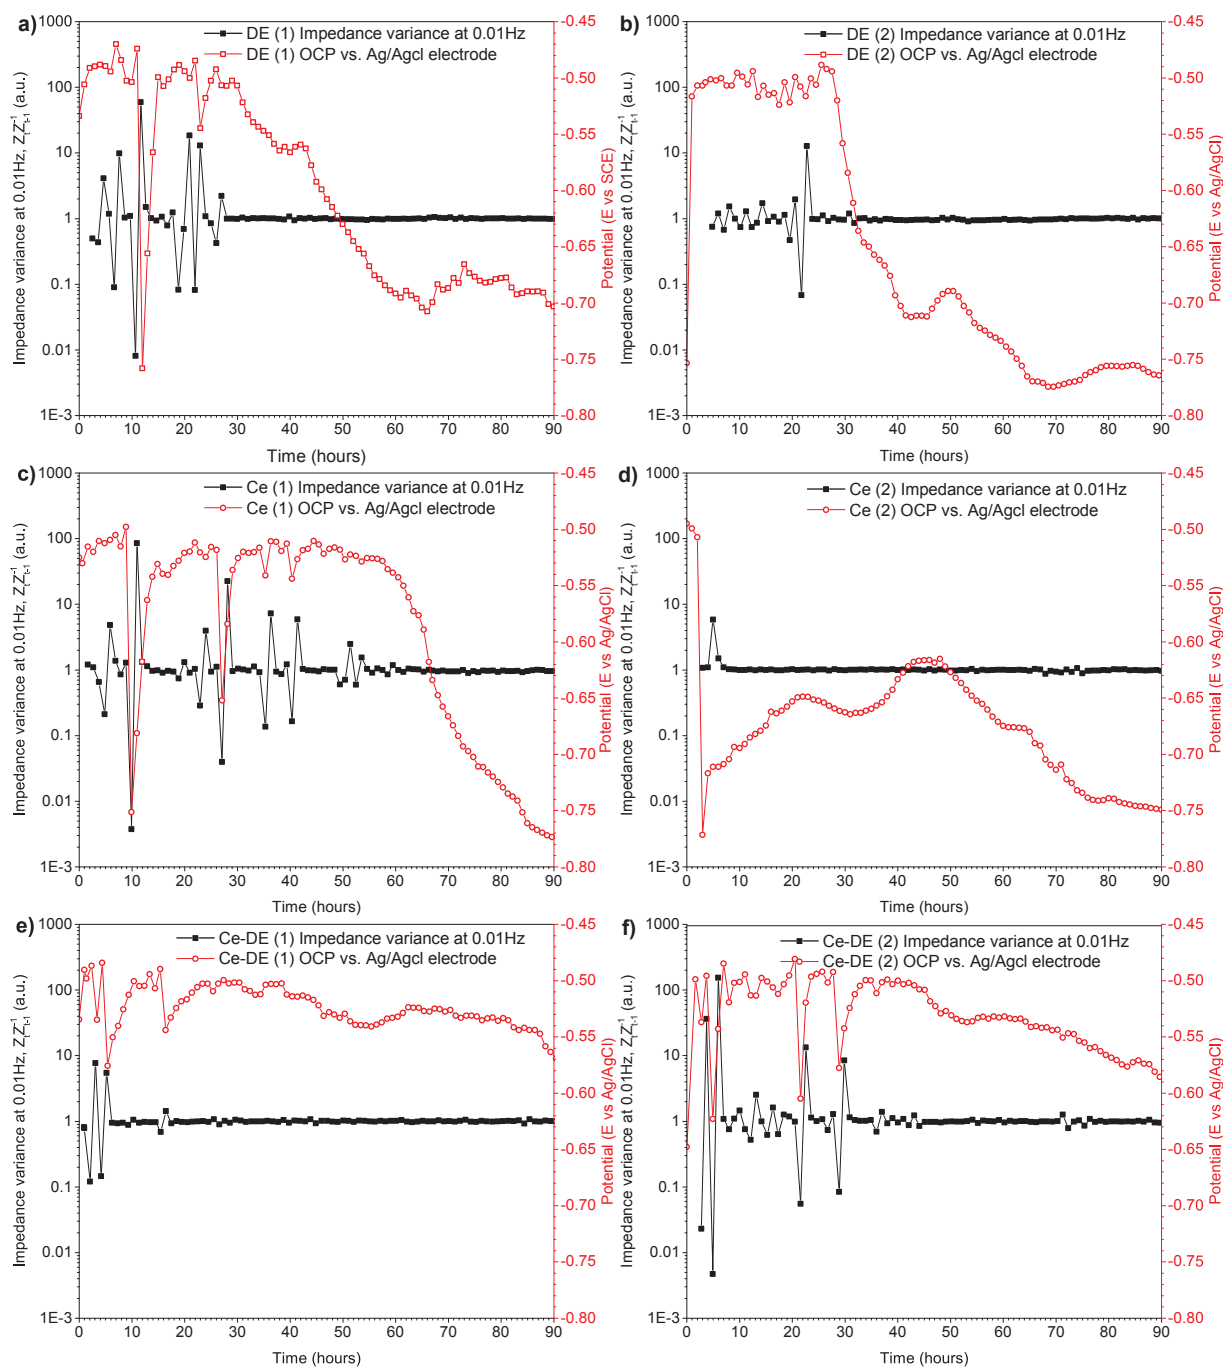 a)
DE (1) Impedance variance at 0.01Hz
DE (1) OCP vs. Ag/Agcl electrode
Impedance variance at 0.01Hz, ZtZt-1^-1 (a.u.)
1000
100
10
1
0.1
0.01
1E-3
0 10 20 30 40 50 60 70 80 90
Time (hours)
-0.45
-0.50
-0.55
-0.60
-0.65
-0.70
-0.75
-0.80
Potential (E vs SCE)
b)
DE (2) Impedance variance at 0.01Hz
DE (2) OCP vs. Ag/Agcl electrode
Impedance variance at 0.01Hz, ZtZt-1^-1 (a.u.)
1000
100
10
1
0.1
0.01
1E-3
0 10 20 30 40 50 60 70 80 90
Time (hours)
-0.45
-0.50
-0.55
-0.60
-0.65
-0.70
-0.75
-0.80
Potential (E vs Ag/AgCl)
c)
Ce (1) Impedance variance at 0.01Hz
Ce (1) OCP vs. Ag/Agcl electrode
Impedance variance at 0.01Hz, ZtZt-1^-1 (a.u.)
1000
100
10
1
0.1
0.01
1E-3
0 10 20 30 40 50 60 70 80 90
Time (hours)
-0.45
-0.50
-0.55
-0.60
-0.65
-0.70
-0.75
-0.80
Potential (E vs Ag/AgCl)
d)
Ce (2) Impedance variance at 0.01Hz
Ce (2) OCP vs. Ag/Agcl electrode
Impedance variance at 0.01Hz, ZtZt-1^-1 (a.u.)
1000
100
10
1
0.1
0.01
1E-3
0 10 20 30 40 50 60 70 80 90
Time (hours)
-0.45
-0.50
-0.55
-0.60
-0.65
-0.70
-0.75
-0.80
Potential (E vs Ag/AgCl)
e)
Ce-DE (1) Impedance variance at 0.01Hz
Ce-DE (1) OCP vs. Ag/Agcl electrode
Impedance variance at 0.01Hz, ZtZt-1^-1 (a.u.)
1000
100
10
1
0.1
0.01
1E-3
0 10 20 30 40 50 60 70 80 90
Time (hours)
-0.45
-0.50
-0.55
-0.60
-0.65
-0.70
-0.75
-0.80
Potential (E vs Ag/AgCl)
f)
Ce-DE (2) Impedance variance at 0.01Hz
Ce-DE (2) OCP vs. Ag/Agcl electrode
Impedance variance at 0.01Hz, ZtZt-1^-1 (a.u.)
1000
100
10
1
0.1
0.01
1E-3
0 10 20 30 40 50 60 70 80 90
Time (hours)
-0.45
-0.50
-0.55
-0.60
-0.65
-0.70
-0.75
-0.80
Potential (E vs Ag/AgCl)